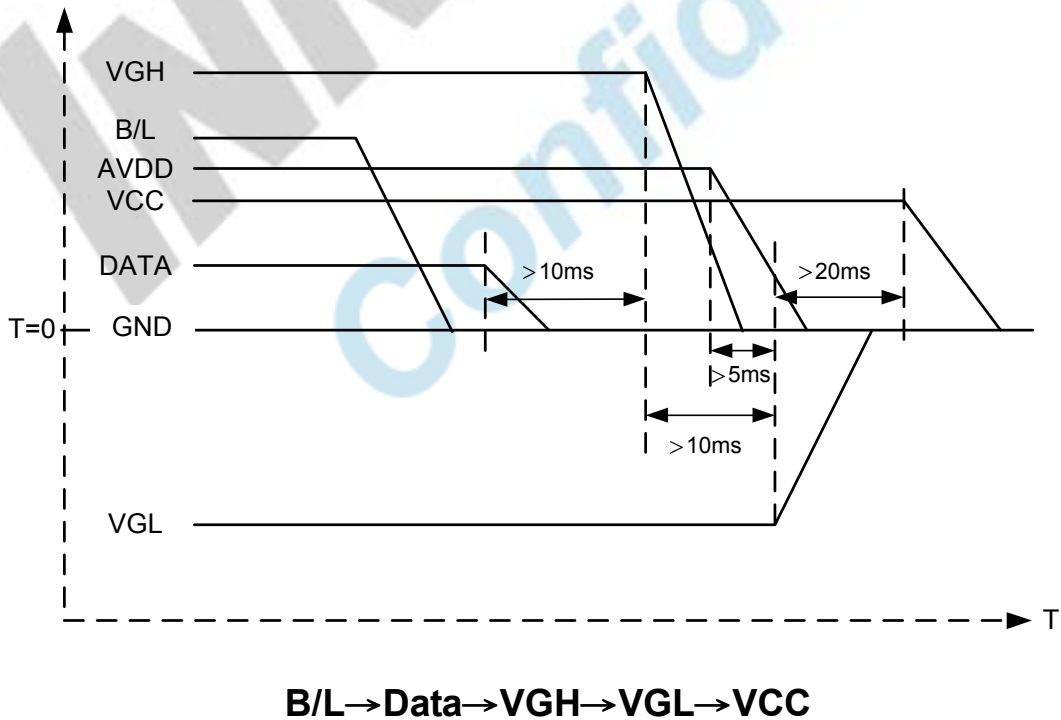 VGH
B/L
AVDD
VCC
DATA
>10ms
>20ms
T=0
GND
>5ms
>10ms
VGL
T
B/L→Data→VGH→VGL→VCC